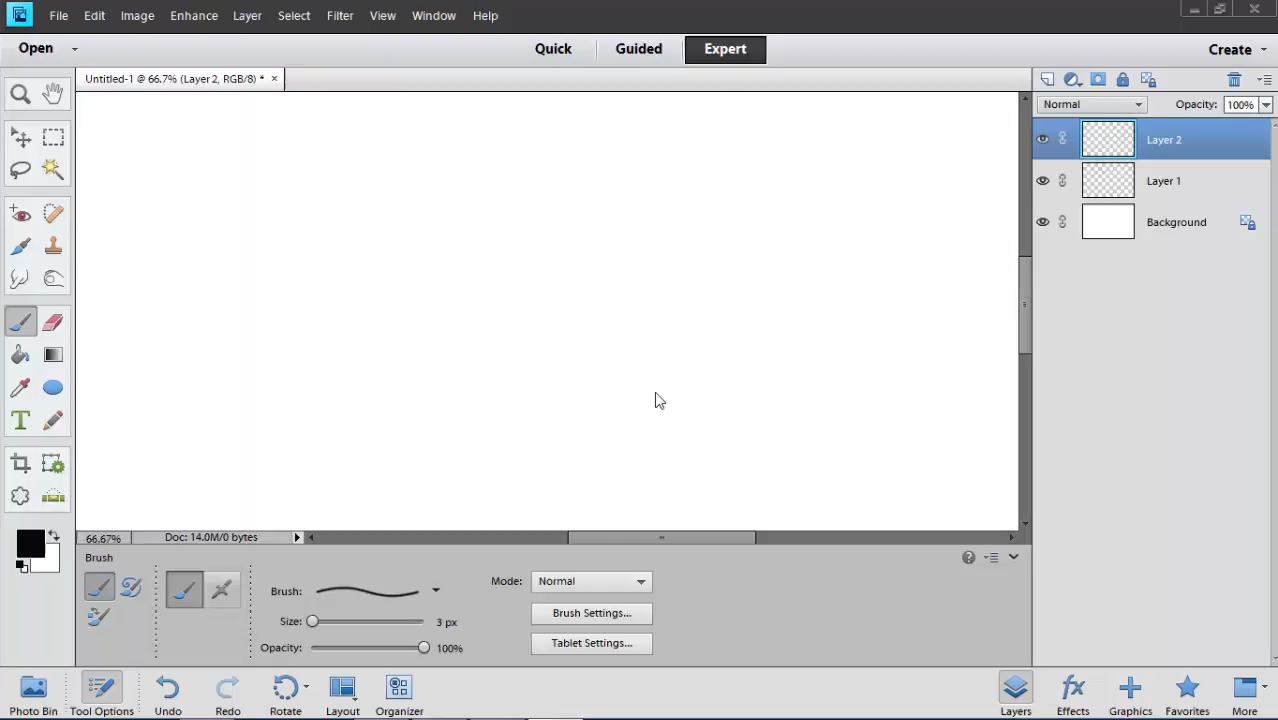 File Edit Image Enhance Layer Select Filter View Window Help
Open Quick Guided Expert Create
Untitled-1 @ 66.7% (Layer 2, RGB/8) * ×
Normal Opacity: 100%
Layer 2
Layer 1
Background
66.67% Doc: 14.0M/0 bytes
Brush
Brush: Mode: Normal
Brush Settings...
Size: 3 px
Tablet Settings...
Opacity: 100%
Photo Bin Tool Options Undo Redo Rotate Layout Organizer Layers Effects Graphics Favorites More